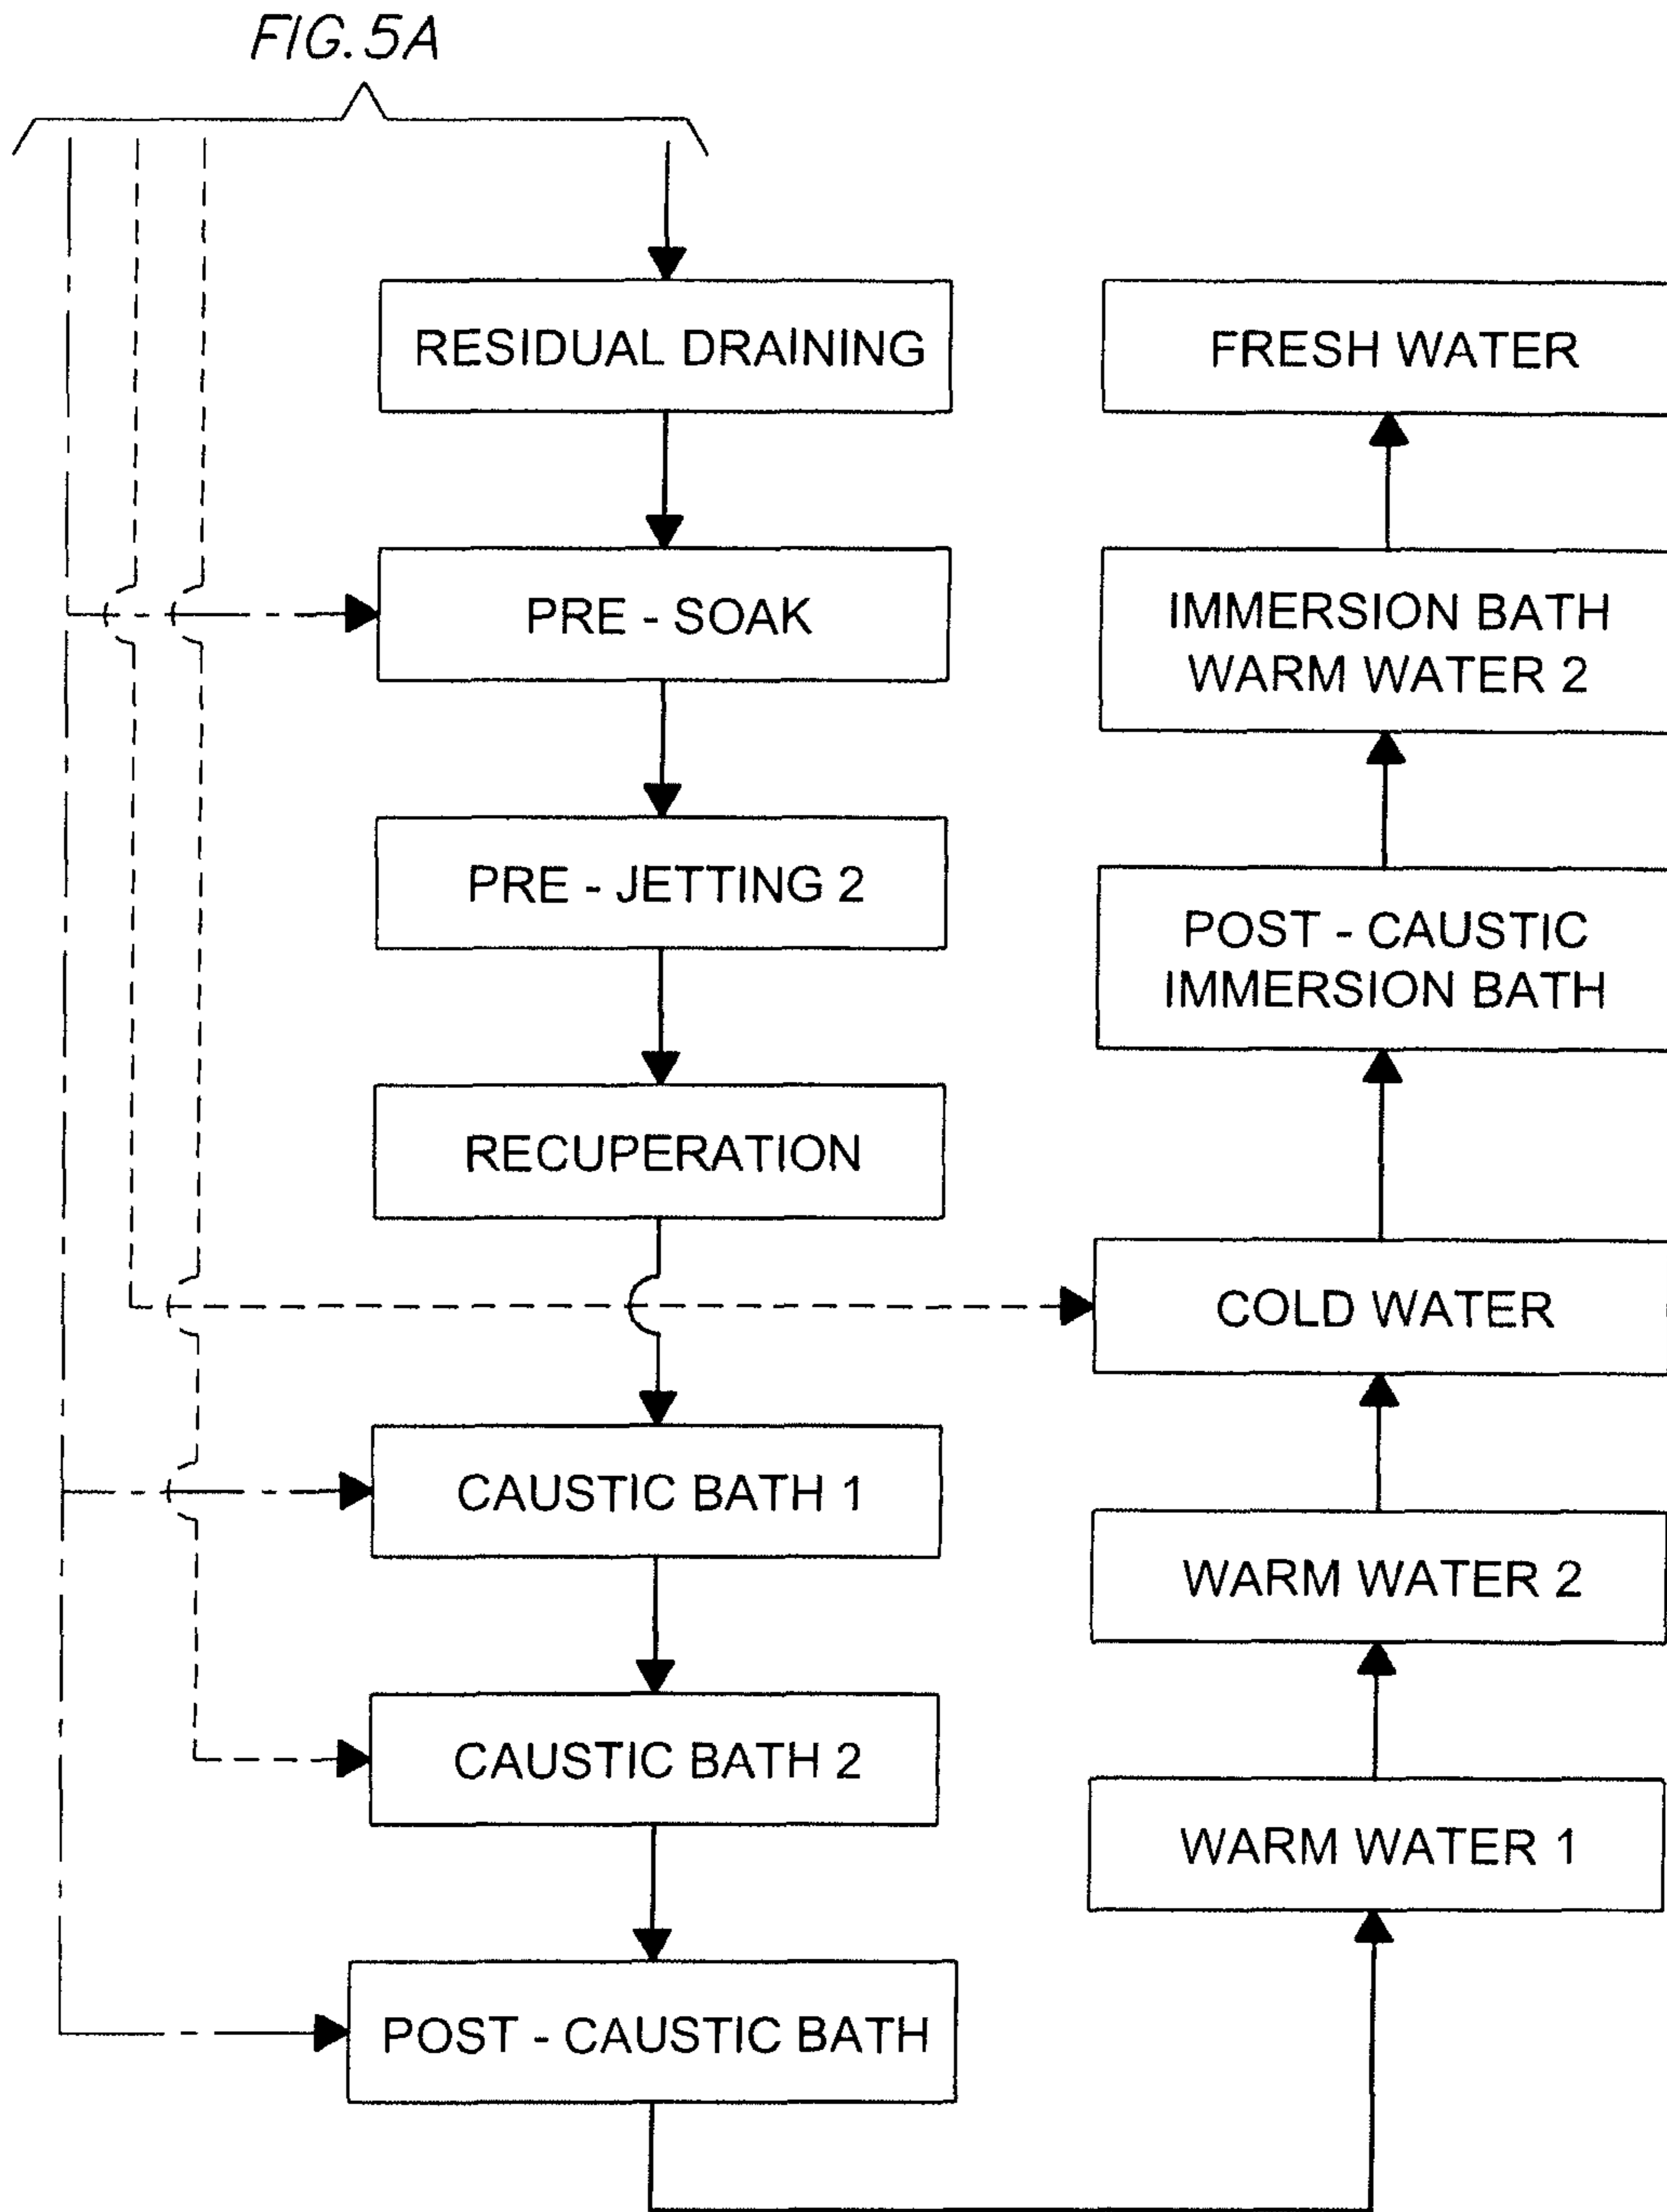 FIG. 5A
RESIDUAL DRAINING
PRE - SOAK
PRE - JETTING 2
RECUPERATION
CAUSTIC BATH 1
CAUSTIC BATH 2
POST - CAUSTIC BATH
FRESH WATER
IMMERSION BATH
WARM WATER 2
POST - CAUSTIC
IMMERSION BATH
COLD WATER
WARM WATER 2
WARM WATER 1